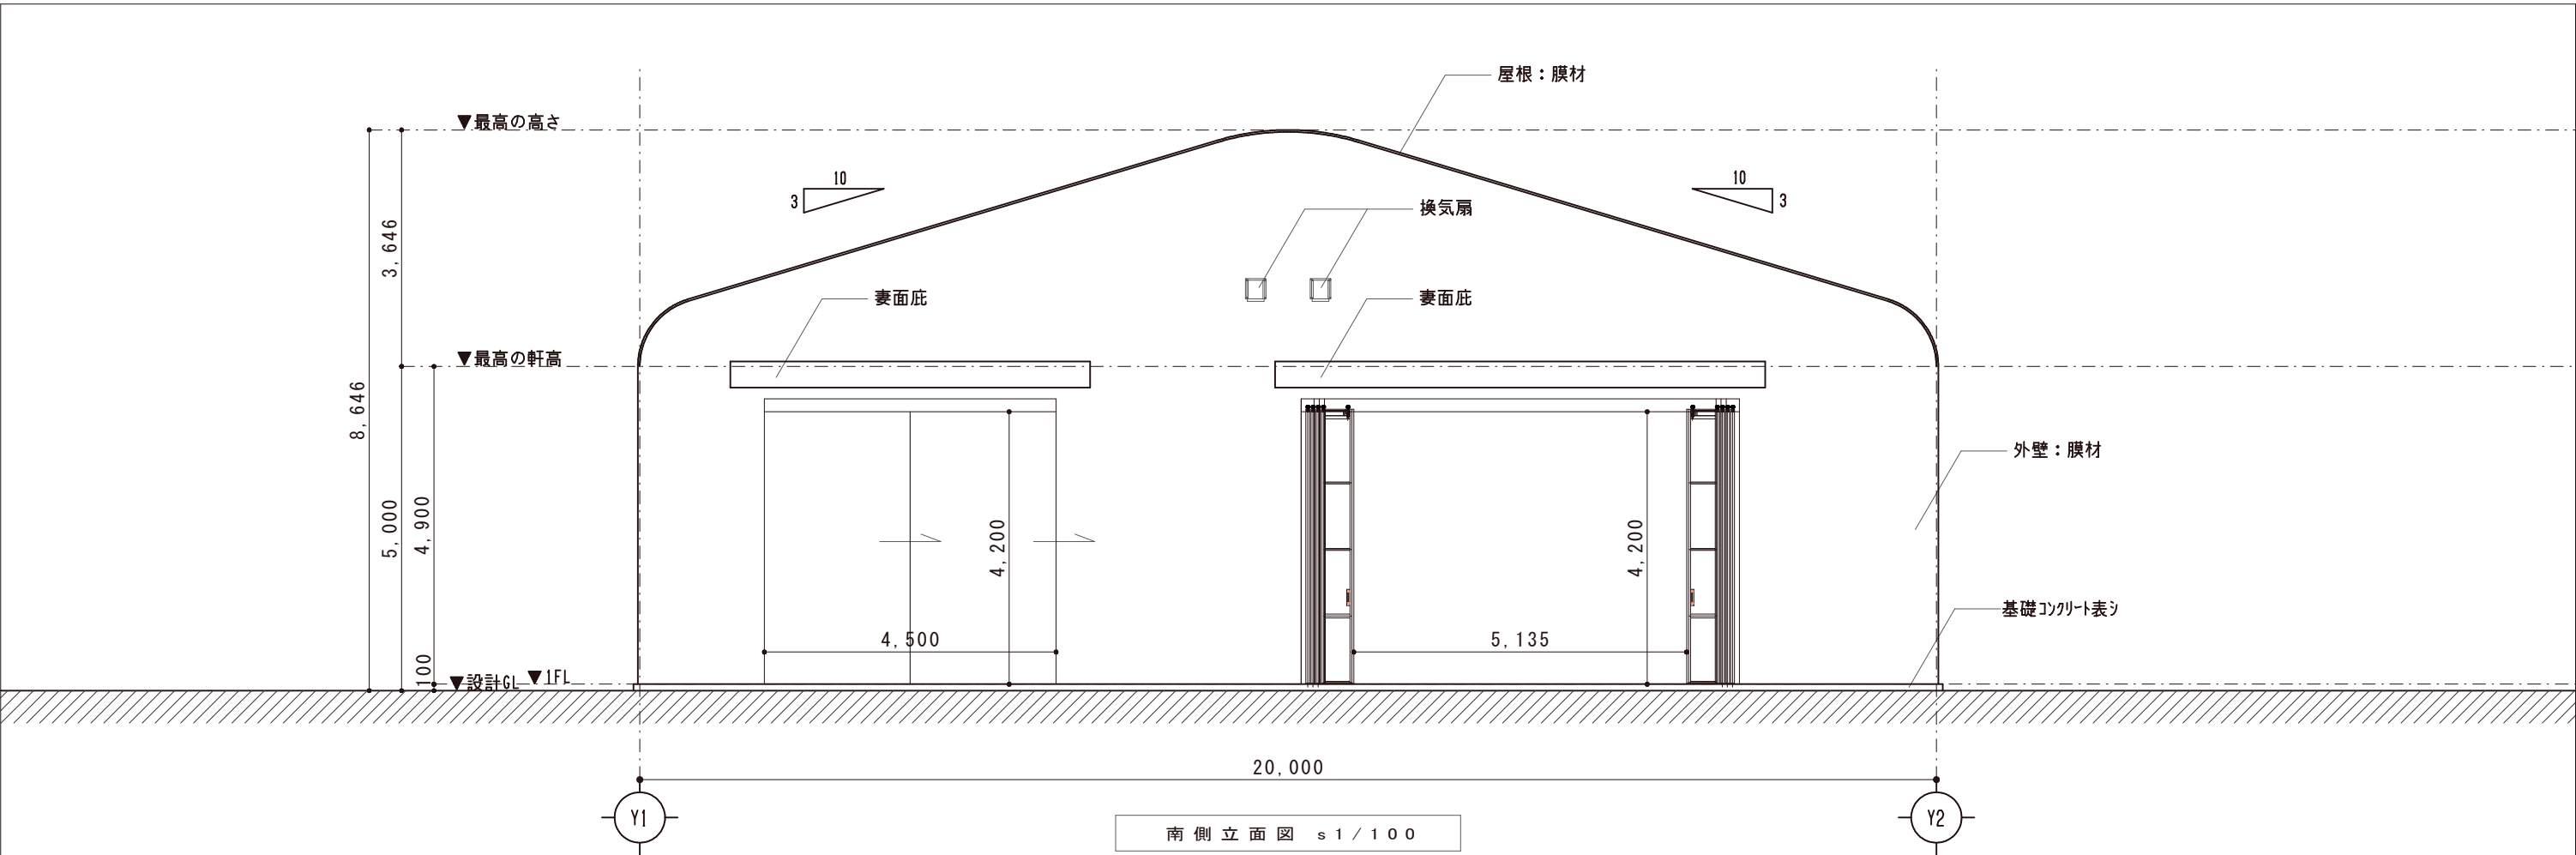 屋根：膜材
▼最高の高さ
10
3
10
3
換気扇
3,646
妻面庇
妻面庇
▼最高の軒高
8,646
5,000
4,900
外壁：膜材
4,200
4,200
基礎コンクリート表シ
4,500
5,135
100
▼設計GL
▼1FL
20,000
Y1
Y2
南側立面図 s1/100